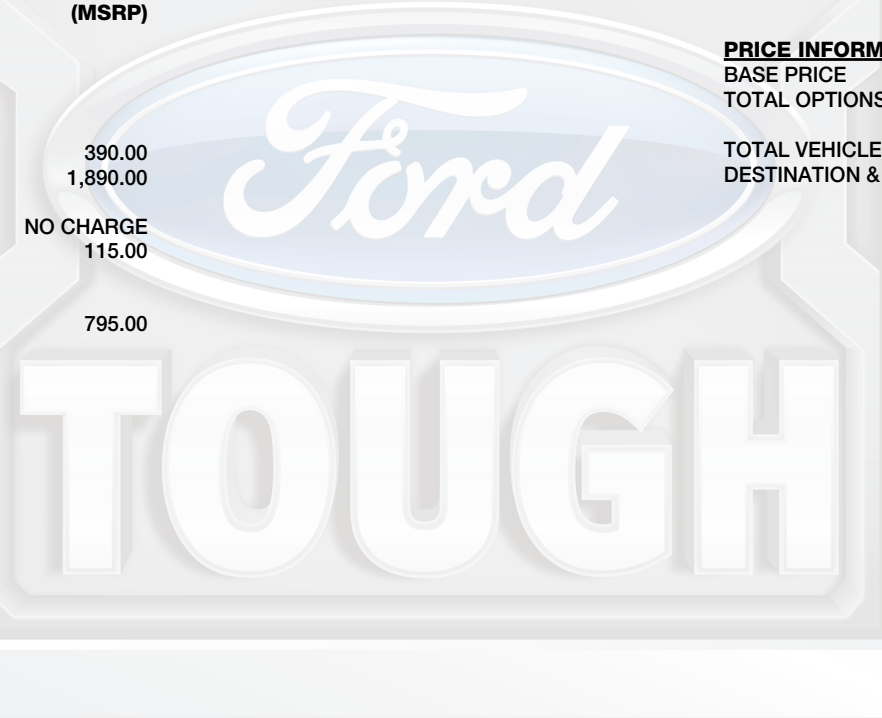 (MSRP)
390.00
1,890.00
NO CHARGE
115.00
795.00
PRICE INFORM
BASE PRICE
TOTAL OPTIONS
TOTAL VEHICLE
DESTINATION &
Ford
TOUGH